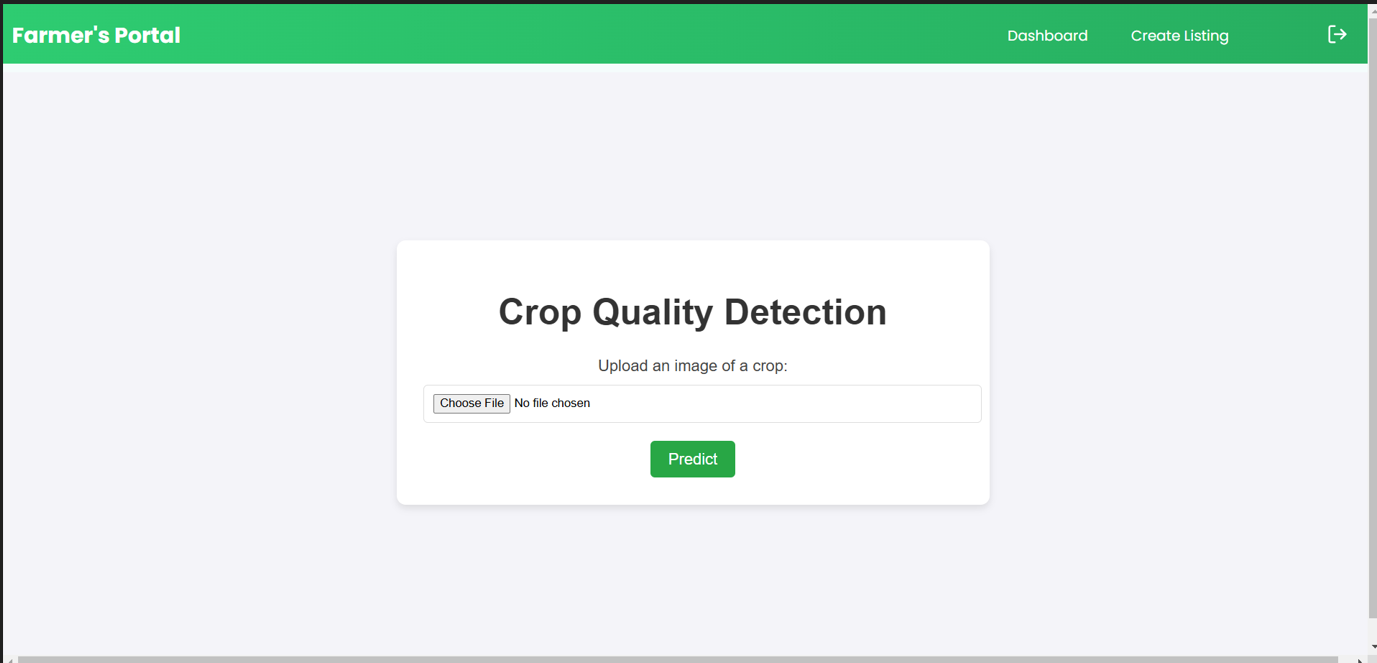 Farmer's Portal
Dashboard
Create Listing
Crop Quality Detection
Upload an image of a crop:
Choose File No file chosen
Predict